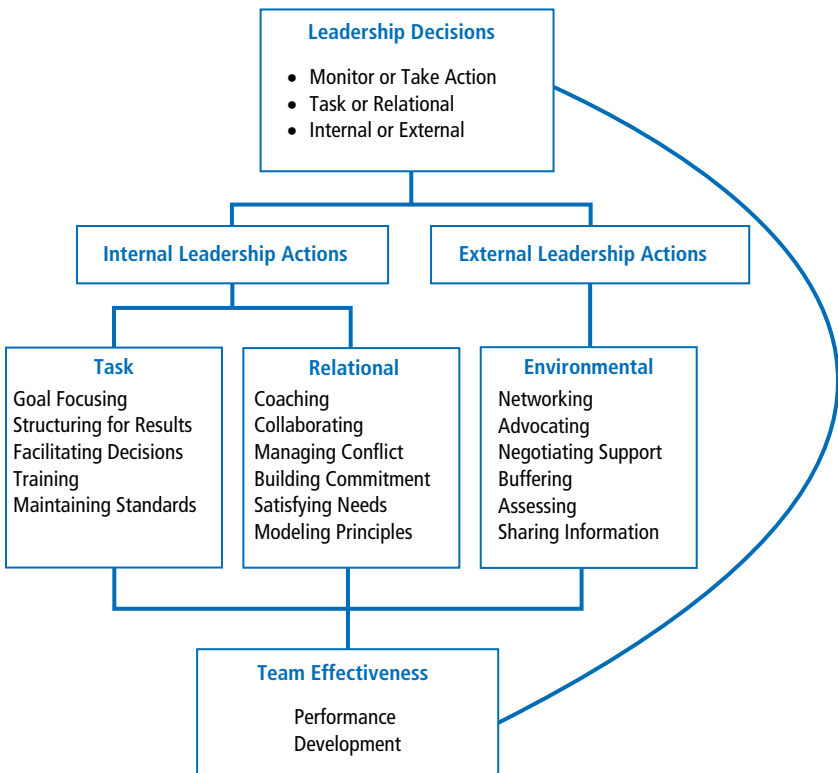 Leadership Decisions
• Monitor or Take Action
• Task or Relational
• Internal or External
Internal Leadership Actions
External Leadership Actions
Task
Goal Focusing
Structuring for Results
Facilitating Decisions
Training
Maintaining Standards
Relational
Coaching
Collaborating
Managing Conflict
Building Commitment
Satisfying Needs
Modeling Principles
Environmental
Networking
Advocating
Negotiating Support
Buffering
Assessing
Sharing Information
Team Effectiveness
Performance
Development